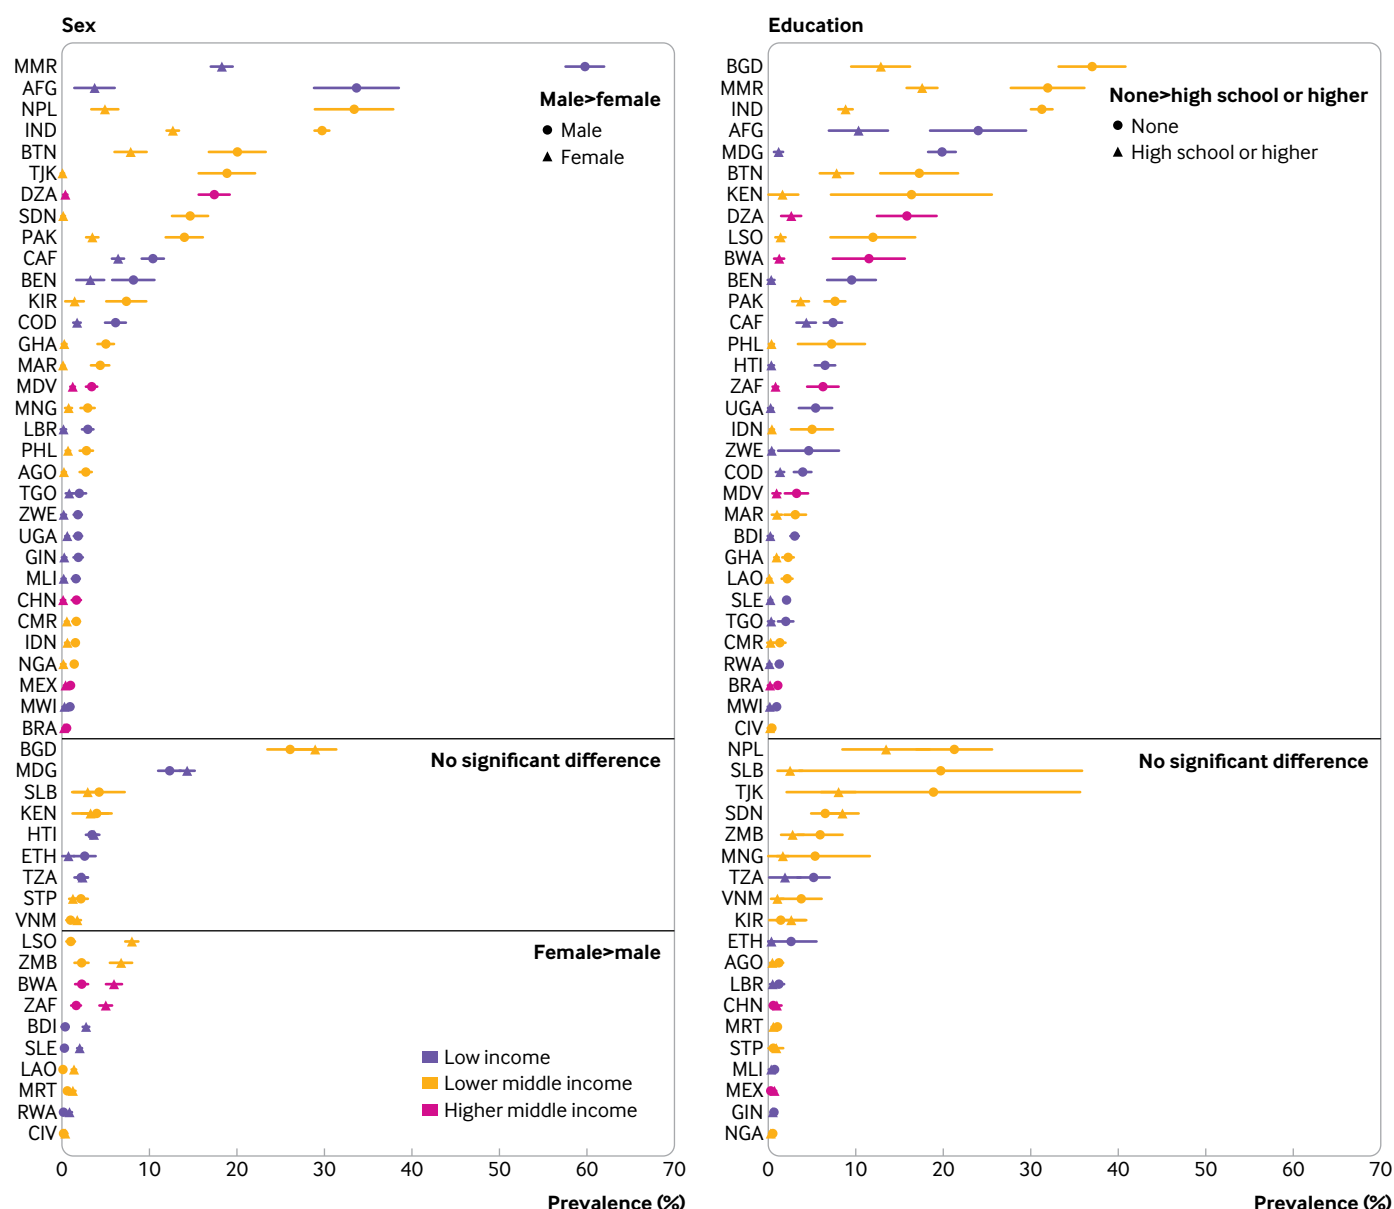 Sex
MMR
AFG
NPL
IND
BTN
TJK
DZA
SDN
PAK
CAF
BEN
KIR
COD
GHA
MAR
MDV
MNG
LBR
PHL
AGO
TGO
ZWE
UGA
GIN
MLI
CHN
CMR
IDN
NGA
MEX
MWI
BRA
Male>female
Male
Female
BGD
MDG
SLB
KEN
HTI
ETH
TZA
STP
VNM
No significant difference
LSO
ZMB
BWA
ZAF
BDI
SLE
LAO
MRT
RWA
CIV
Female>male
Low income
Lower middle income
Higher middle income
0 10 20 30 40 50 60 70
Prevalence (%)
Education
BGD
MMR
IND
AFG
MDG
BTN
KEN
DZA
LSO
BWA
BEN
PAK
CAF
PHL
HTI
ZAF
UGA
IDN
ZWE
COD
MDV
MAR
BDI
GHA
LAO
SLE
TGO
CMR
RWA
BRA
MWI
CIV
None>high school or higher
None
High school or higher
NPL
SLB
TJK
SDN
ZMB
MNG
TZA
VNM
KIR
ETH
AGO
LBR
CHN
MRT
STP
MLI
MEX
GIN
NGA
No significant difference
0 10 20 30 40 50 60 70
Prevalence (%)